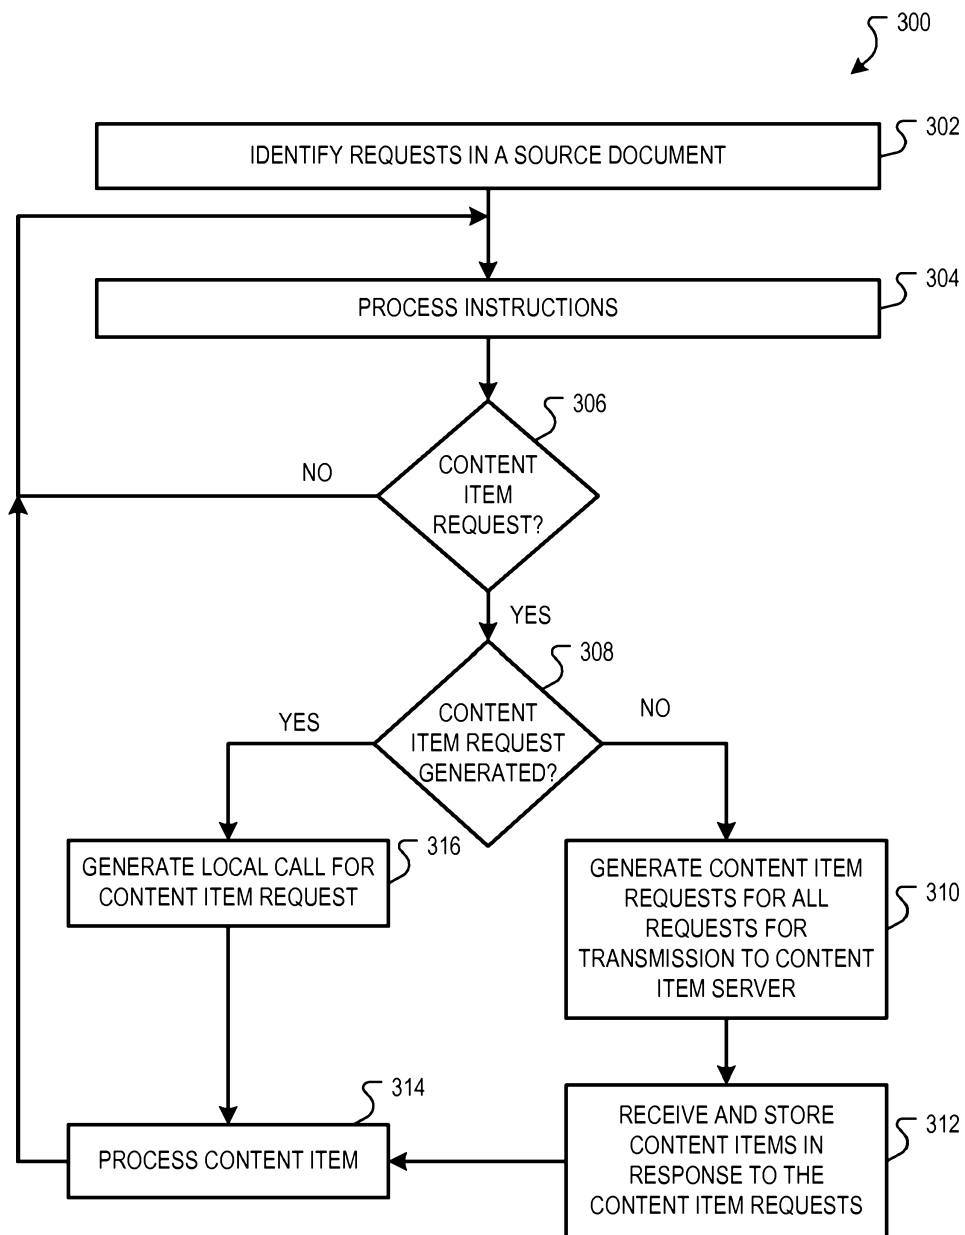 300
302
IDENTIFY REQUESTS IN A SOURCE DOCUMENT
304
PROCESS INSTRUCTIONS
306
CONTENT
ITEM
REQUEST?
NO
YES
308
CONTENT
ITEM REQUEST
GENERATED?
YES
NO
316
GENERATE LOCAL CALL FOR
CONTENT ITEM REQUEST
310
GENERATE CONTENT ITEM
REQUESTS FOR ALL
REQUESTS FOR
TRANSMISSION TO CONTENT
ITEM SERVER
314
PROCESS CONTENT ITEM
312
RECEIVE AND STORE
CONTENT ITEMS IN
RESPONSE TO THE
CONTENT ITEM REQUESTS